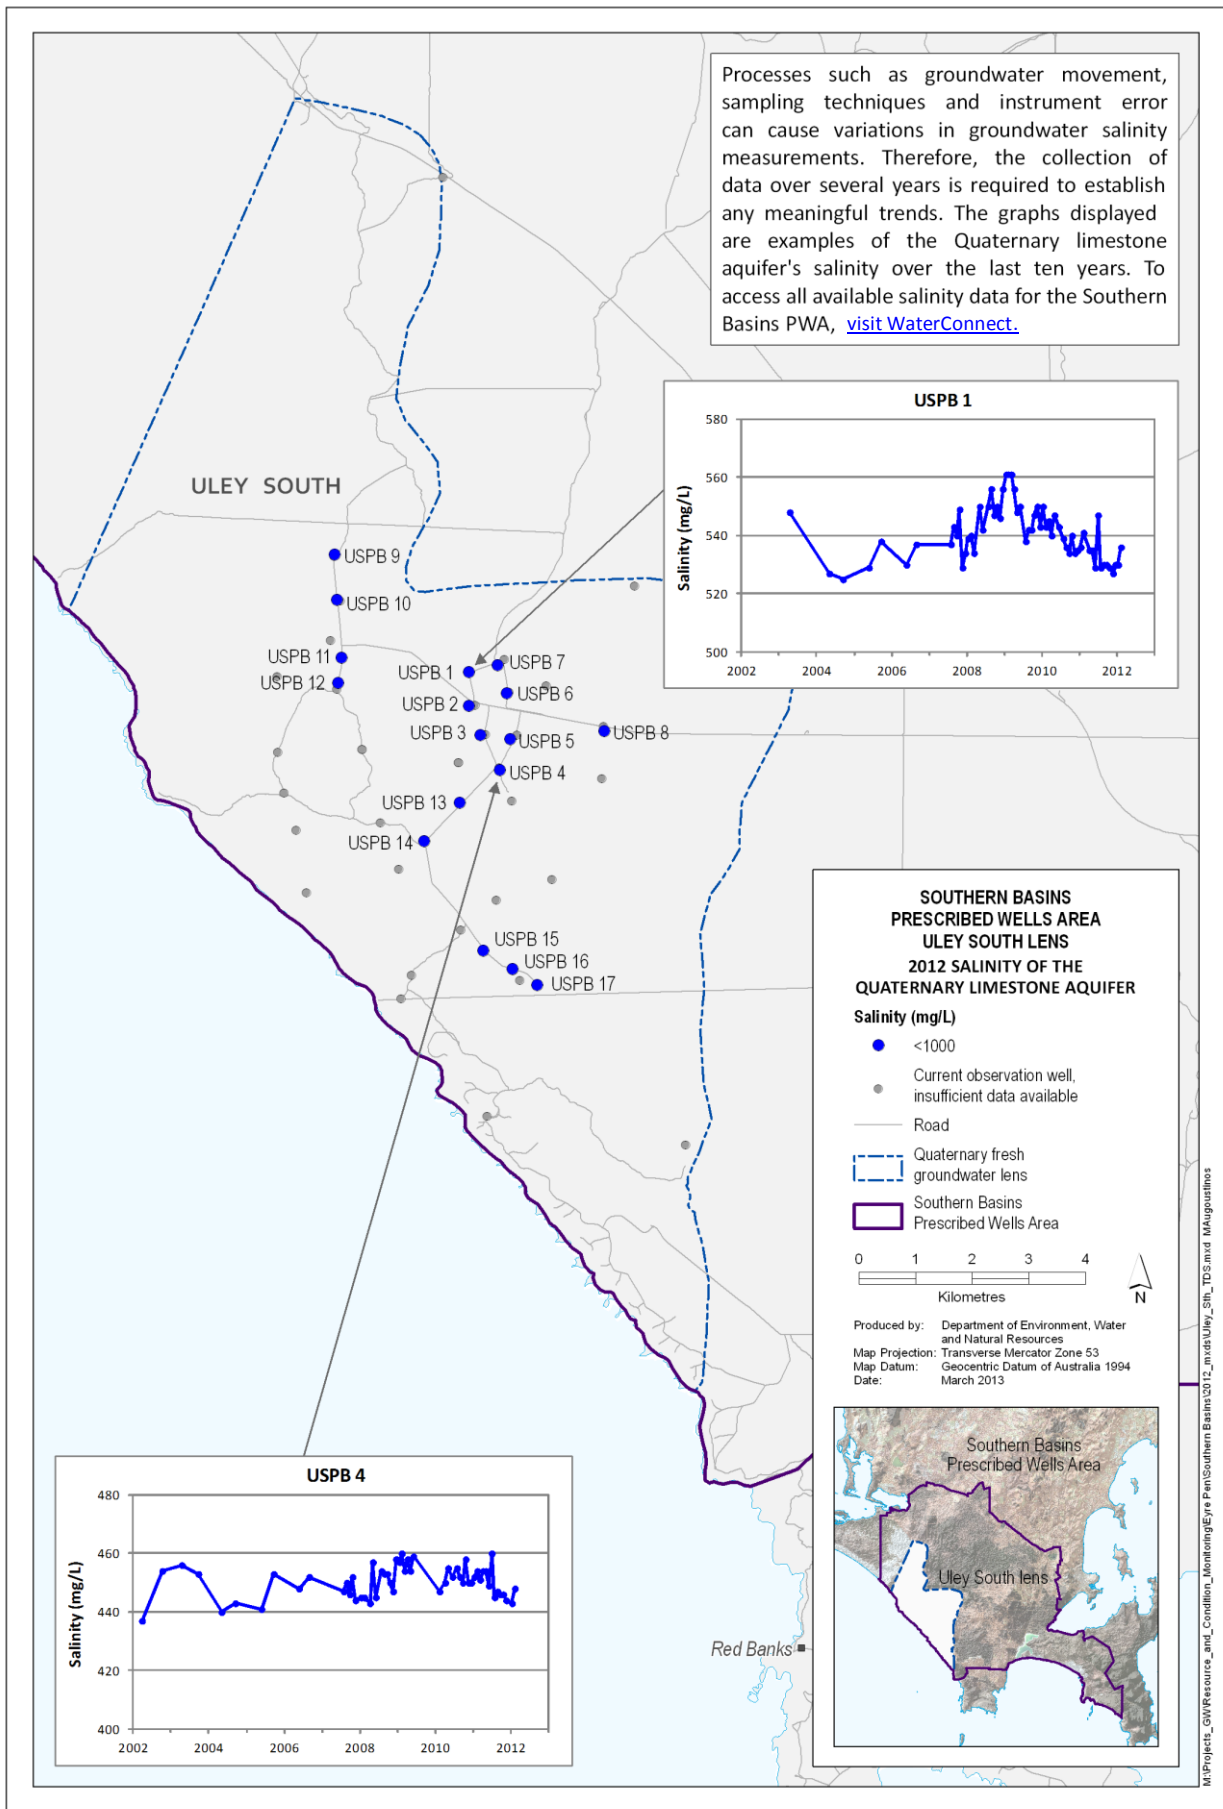 Processes such as groundwater movement,
sampling techniques and instrument error
can cause variations in groundwater salinity
measurements. Therefore, the collection of
data over several years is required to establish
any meaningful trends. The graphs displayed
are examples of the Quaternary limestone
aquifer's salinity over the last ten years. To
access all available salinity data for the Southern
Basins PWA, visit WaterConnect.
USPB 1
Salinity (mg/L)
580
560
540
520
500
2002 2004 2006 2008 2010 2012
ULEY SOUTH
USPB 9
USPB 10
USPB 11
USPB 12
USPB 1
USPB 7
USPB 6
USPB 2
USPB 3
USPB 5
USPB 8
USPB 4
USPB 13
USPB 14
USPB 15
USPB 16
USPB 17
SOUTHERN BASINS
PRESCRIBED WELLS AREA
ULEY SOUTH LENS
2012 SALINITY OF THE
QUATERNARY LIMESTONE AQUIFER
Salinity (mg/L)
<1000
Current observation well,
insufficient data available
Road
Quaternary fresh
groundwater lens
Southern Basins
Prescribed Wells Area
0 1 2 3 4
Kilometres
N
Produced by: Department of Environment, Water
and Natural Resources
Map Projection: Transverse Mercator Zone 53
Map Datum: Geocentric Datum of Australia 1994
Date: March 2013
Southern Basins
Prescribed Wells Area
Uley South lens
Red Banks
USPB 4
Salinity (mg/L)
480
460
440
420
400
2002 2004 2006 2008 2010 2012
M:\Projects_GW\Resource_and_Condition_Monitoring\Eyre Pen\Southern Basins\2012_mxds\Uley_Sth_TDS.mxd MAugoustinos